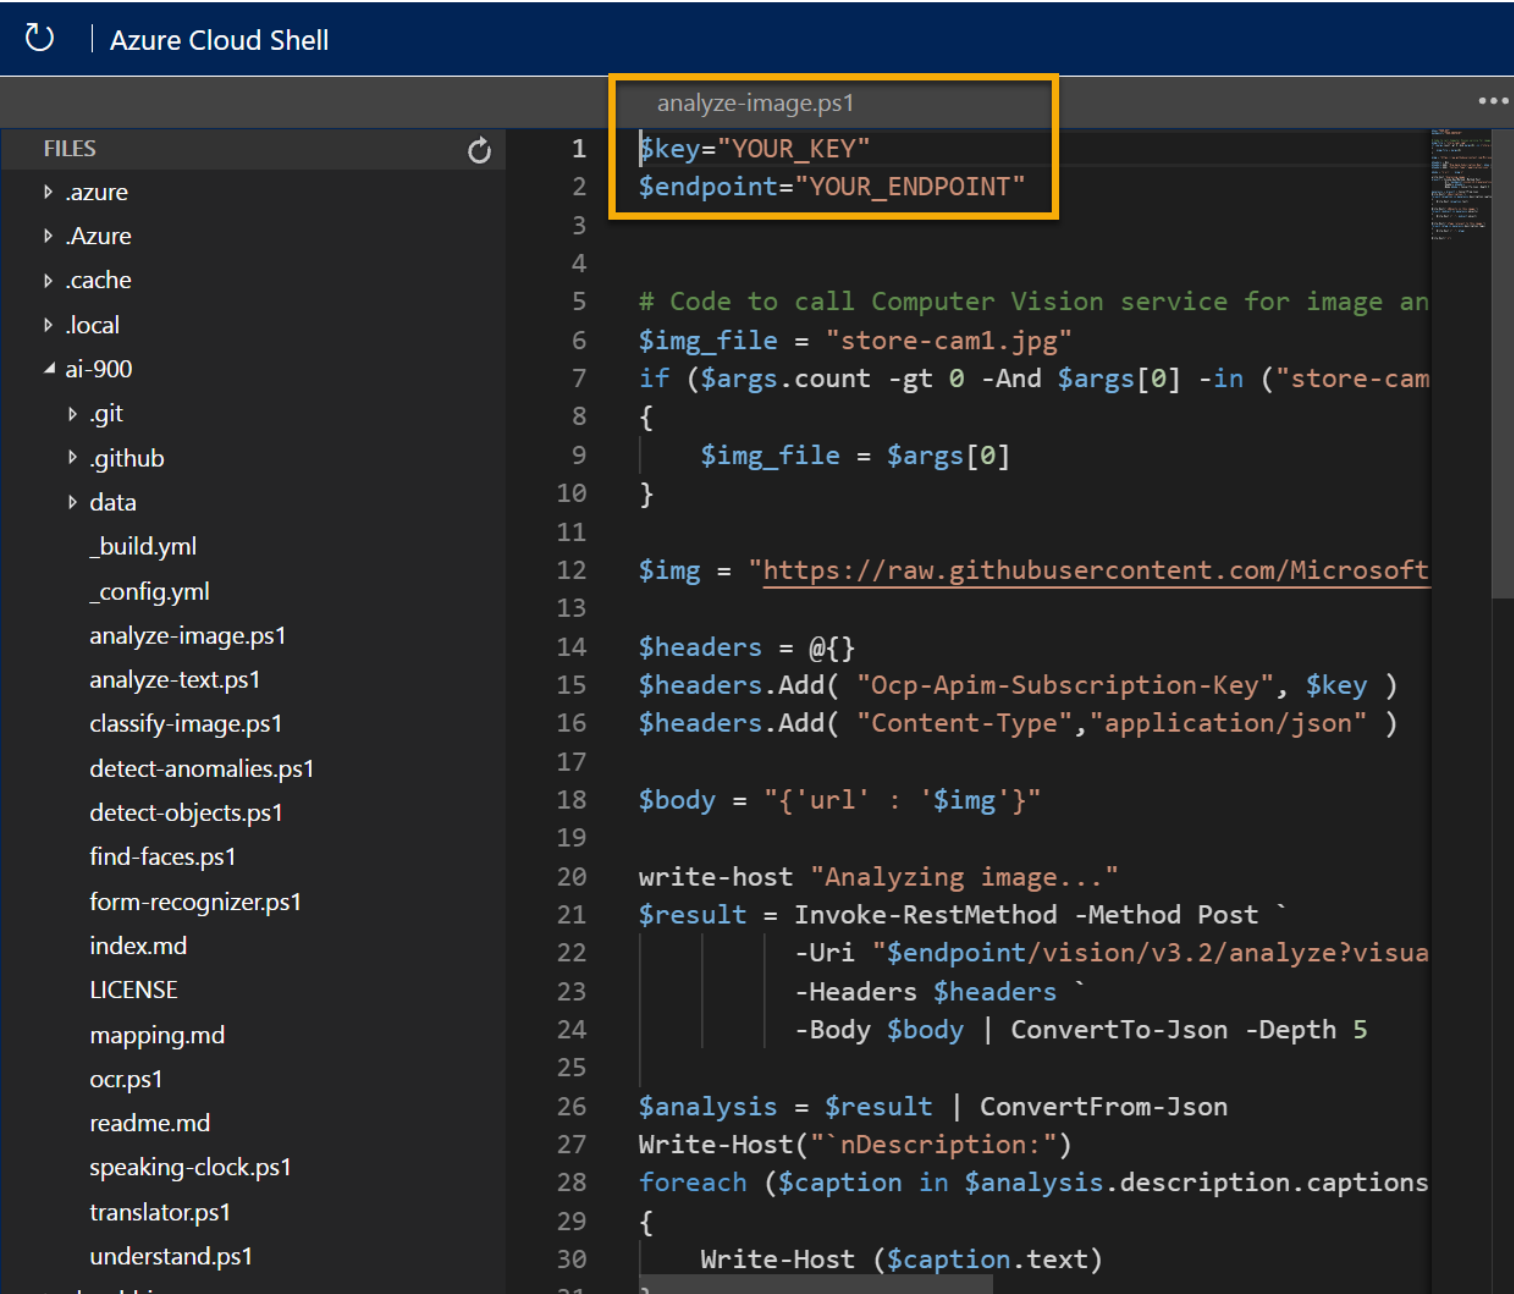 Azure Cloud Shell
analyze-image.ps1
FILES
.azure
.Azure
.cache
.local
ai-900
.git
.github
data
_build.yml
_config.yml
analyze-image.ps1
analyze-text.ps1
classify-image.ps1
detect-anomalies.ps1
detect-objects.ps1
find-faces.ps1
form-recognizer.ps1
index.md
LICENSE
mapping.md
ocr.ps1
readme.md
speaking-clock.ps1
translator.ps1
understand.ps1
1 $key="YOUR_KEY"
2 $endpoint="YOUR_ENDPOINT"
3
4
5 # Code to call Computer Vision service for image an
6 $img_file = "store-cam1.jpg"
7 if ($args.count -gt 0 -And $args[0] -in ("store-cam
8 {
9 $img_file = $args[0]
10 }
11
12 $img = "https://raw.githubusercontent.com/Microsoft
13
14 $headers = @{}
15 $headers.Add( "Ocp-Apim-Subscription-Key", $key )
16 $headers.Add( "Content-Type","application/json" )
17
18 $body = "{'url' : '$img'}"
19
20 write-host "Analyzing image..."
21 $result = Invoke-RestMethod -Method Post `
22 -Uri "$endpoint/vision/v3.2/analyze?visua
23 -Headers $headers `
24 -Body $body | ConvertTo-Json -Depth 5
25
26 $analysis = $result | ConvertFrom-Json
27 Write-Host("`nDescription:")
28 foreach ($caption in $analysis.description.captions
29 {
30 Write-Host ($caption.text)